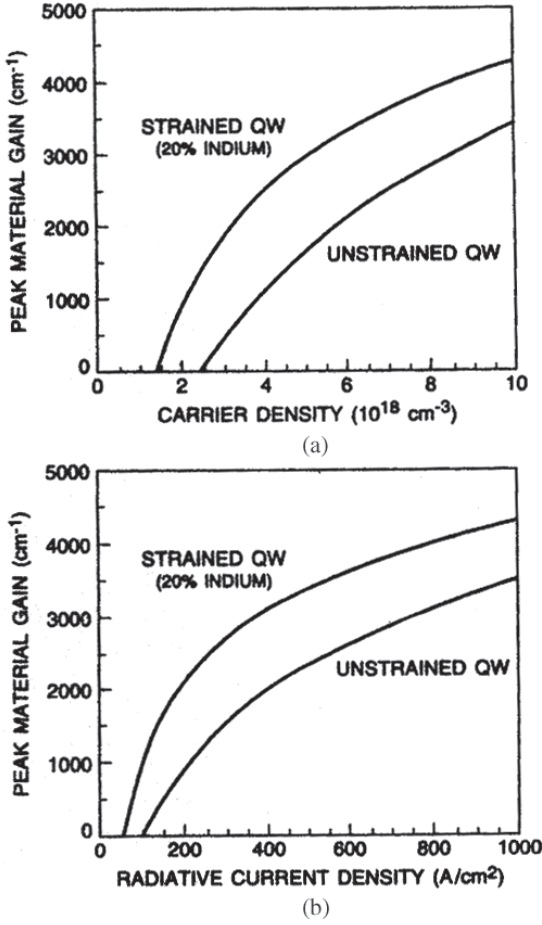 5000
4000
3000
2000
1000
0
PEAK MATERIAL GAIN (cm-1)
STRAINED QW
(20% INDIUM)
UNSTRAINED QW
0 2 4 6 8 10
CARRIER DENSITY (10^18 cm-3)
(a)
5000
4000
3000
2000
1000
0
PEAK MATERIAL GAIN (cm-1)
STRAINED QW
(20% INDIUM)
UNSTRAINED QW
0 200 400 600 800 1000
RADIATIVE CURRENT DENSITY (A/cm2)
(b)